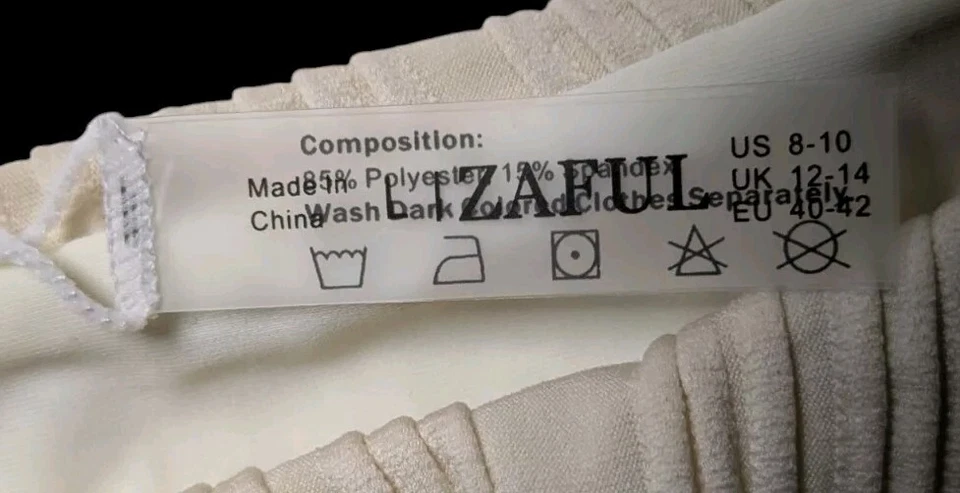 Composition:
85% Polyester, 15% Spandex
Wash Dark Colored Clothes Separately
Made in
China
L | ZAFUL
US 8-10
UK 12-14
EU 40-42